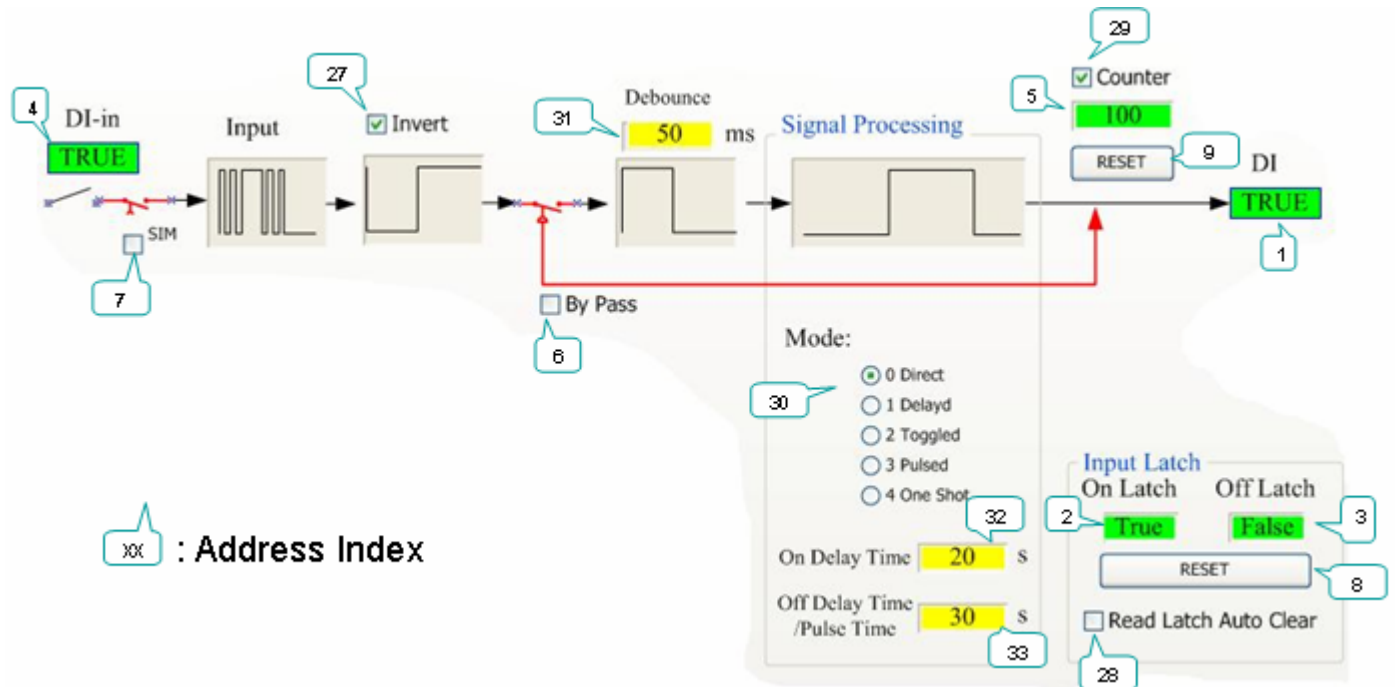 29
27
Counter
4
DI-in
Debounce
5
100
TRUE
Input
Invert
31
50 ms
Signal Processing
RESET
9
DI
TRUE
SIM
7
1
By Pass
6
Mode:
30
0 Direct
1 Delayd
2 Toggled
3 Pulsed
4 One Shot
Input Latch
On Latch Off Latch
32
2
True
False
3
xx : Address Index
On Delay Time 20 s
RESET
8
Off Delay Time
/Pulse Time
30 s
33
Read Latch Auto Clear
28